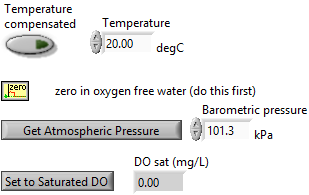 Temperature
compensated
Temperature
20.00 degC
zero
zero in oxygen free water (do this first)
Barometric pressure
Get Atmospheric Pressure
101.3 kPa
DO sat (mg/L)
Set to Saturated DO
0.00